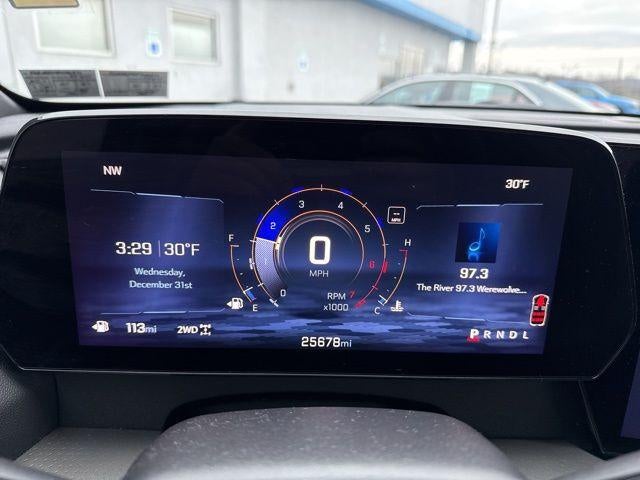 NW
30°F
3:29 30°F
Wednesday,
December 31st
113mi 2WD
F
E
0 2 3 4 5 6 7
0
MPH
RPM
x1000
--
MPH
H
C
97.3
The River 97.3 Werewolve...
PRNDL
25678mi